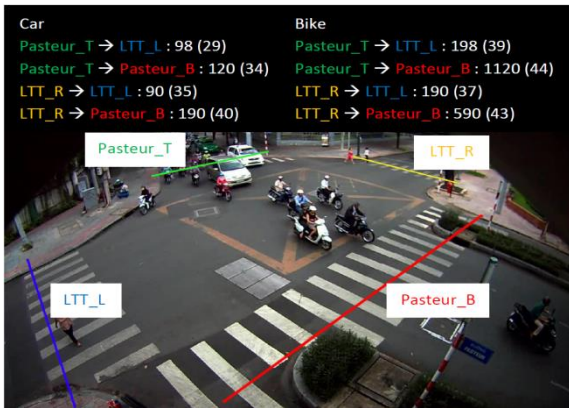 Car
Pasteur_T → LTT_L : 98 (29)
Pasteur_T → Pasteur_B : 120 (34)
LTT_R → LTT_L : 90 (35)
LTT_R → Pasteur_B : 190 (40)
Bike
Pasteur_T → LTT_L : 198 (39)
Pasteur_T → Pasteur_B : 1120 (44)
LTT_R → LTT_L : 190 (37)
LTT_R → Pasteur_B : 590 (43)
Pasteur_T
LTT_R
LTT_L
Pasteur_B
PASTEUR